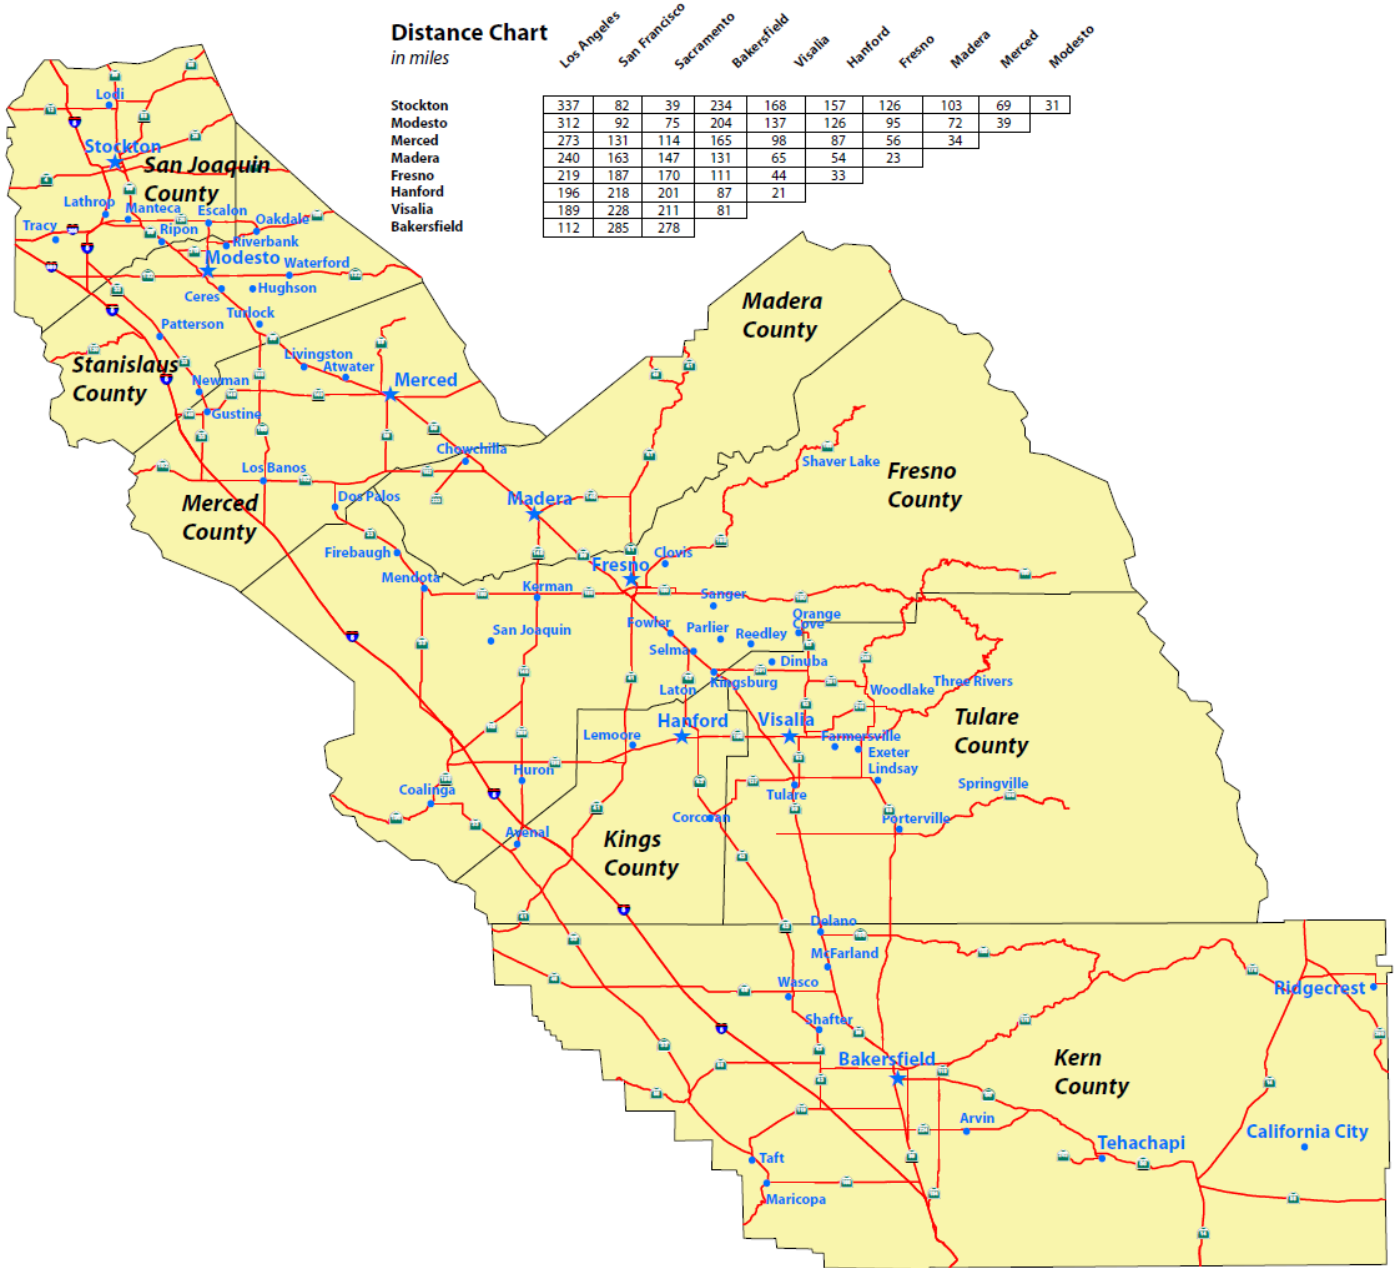 Distance Chart
in miles
Los Angeles
San Francisco
Sacramento
Bakersfield
Visalia
Hanford
Fresno
Madera
Merced
Modesto
Stockton 337 82 39 234 168 157 126 103 69 31
Modesto 312 92 75 204 137 126 95 72 39
Merced 273 131 114 165 98 87 56 34
Madera 240 163 147 131 65 54 23
Fresno 219 187 170 111 44 33
Hanford 196 218 201 87 21
Visalia 189 228 211 81
Bakersfield 112 285 278
Lodi
Stockton
San Joaquin
County
Lathrop
Manteca
Escalon
Oakdale
Tracy
Ripon
Riverbank
Modesto
Waterford
Ceres
Hughson
Turlock
Patterson
Stanislaus
County
Livingston
Atwater
Newman
Merced
Gustine
Madera
County
Chowchilla
Los Banos
Shaver Lake
Fresno
County
Merced
County
Dos Palos
Madera
Firebaugh
Fresno
Clovis
Mendota
Kerman
Sanger
San Joaquin
Fowler
Parlier
Reedley
Orange
Cove
Selma
Dinuba
Kingsburg
Laton
Woodlake
Three Rivers
Hanford
Visalia
Tulare
County
Lemoore
Farmersville
Exeter
Lindsay
Huron
Coalinga
Tulare
Springville
Corcoran
Porterville
Avenal
Kings
County
Delano
McFarland
Wasco
Ridgecrest
Shafter
Bakersfield
Kern
County
Arvin
Tehachapi
California City
Taft
Maricopa